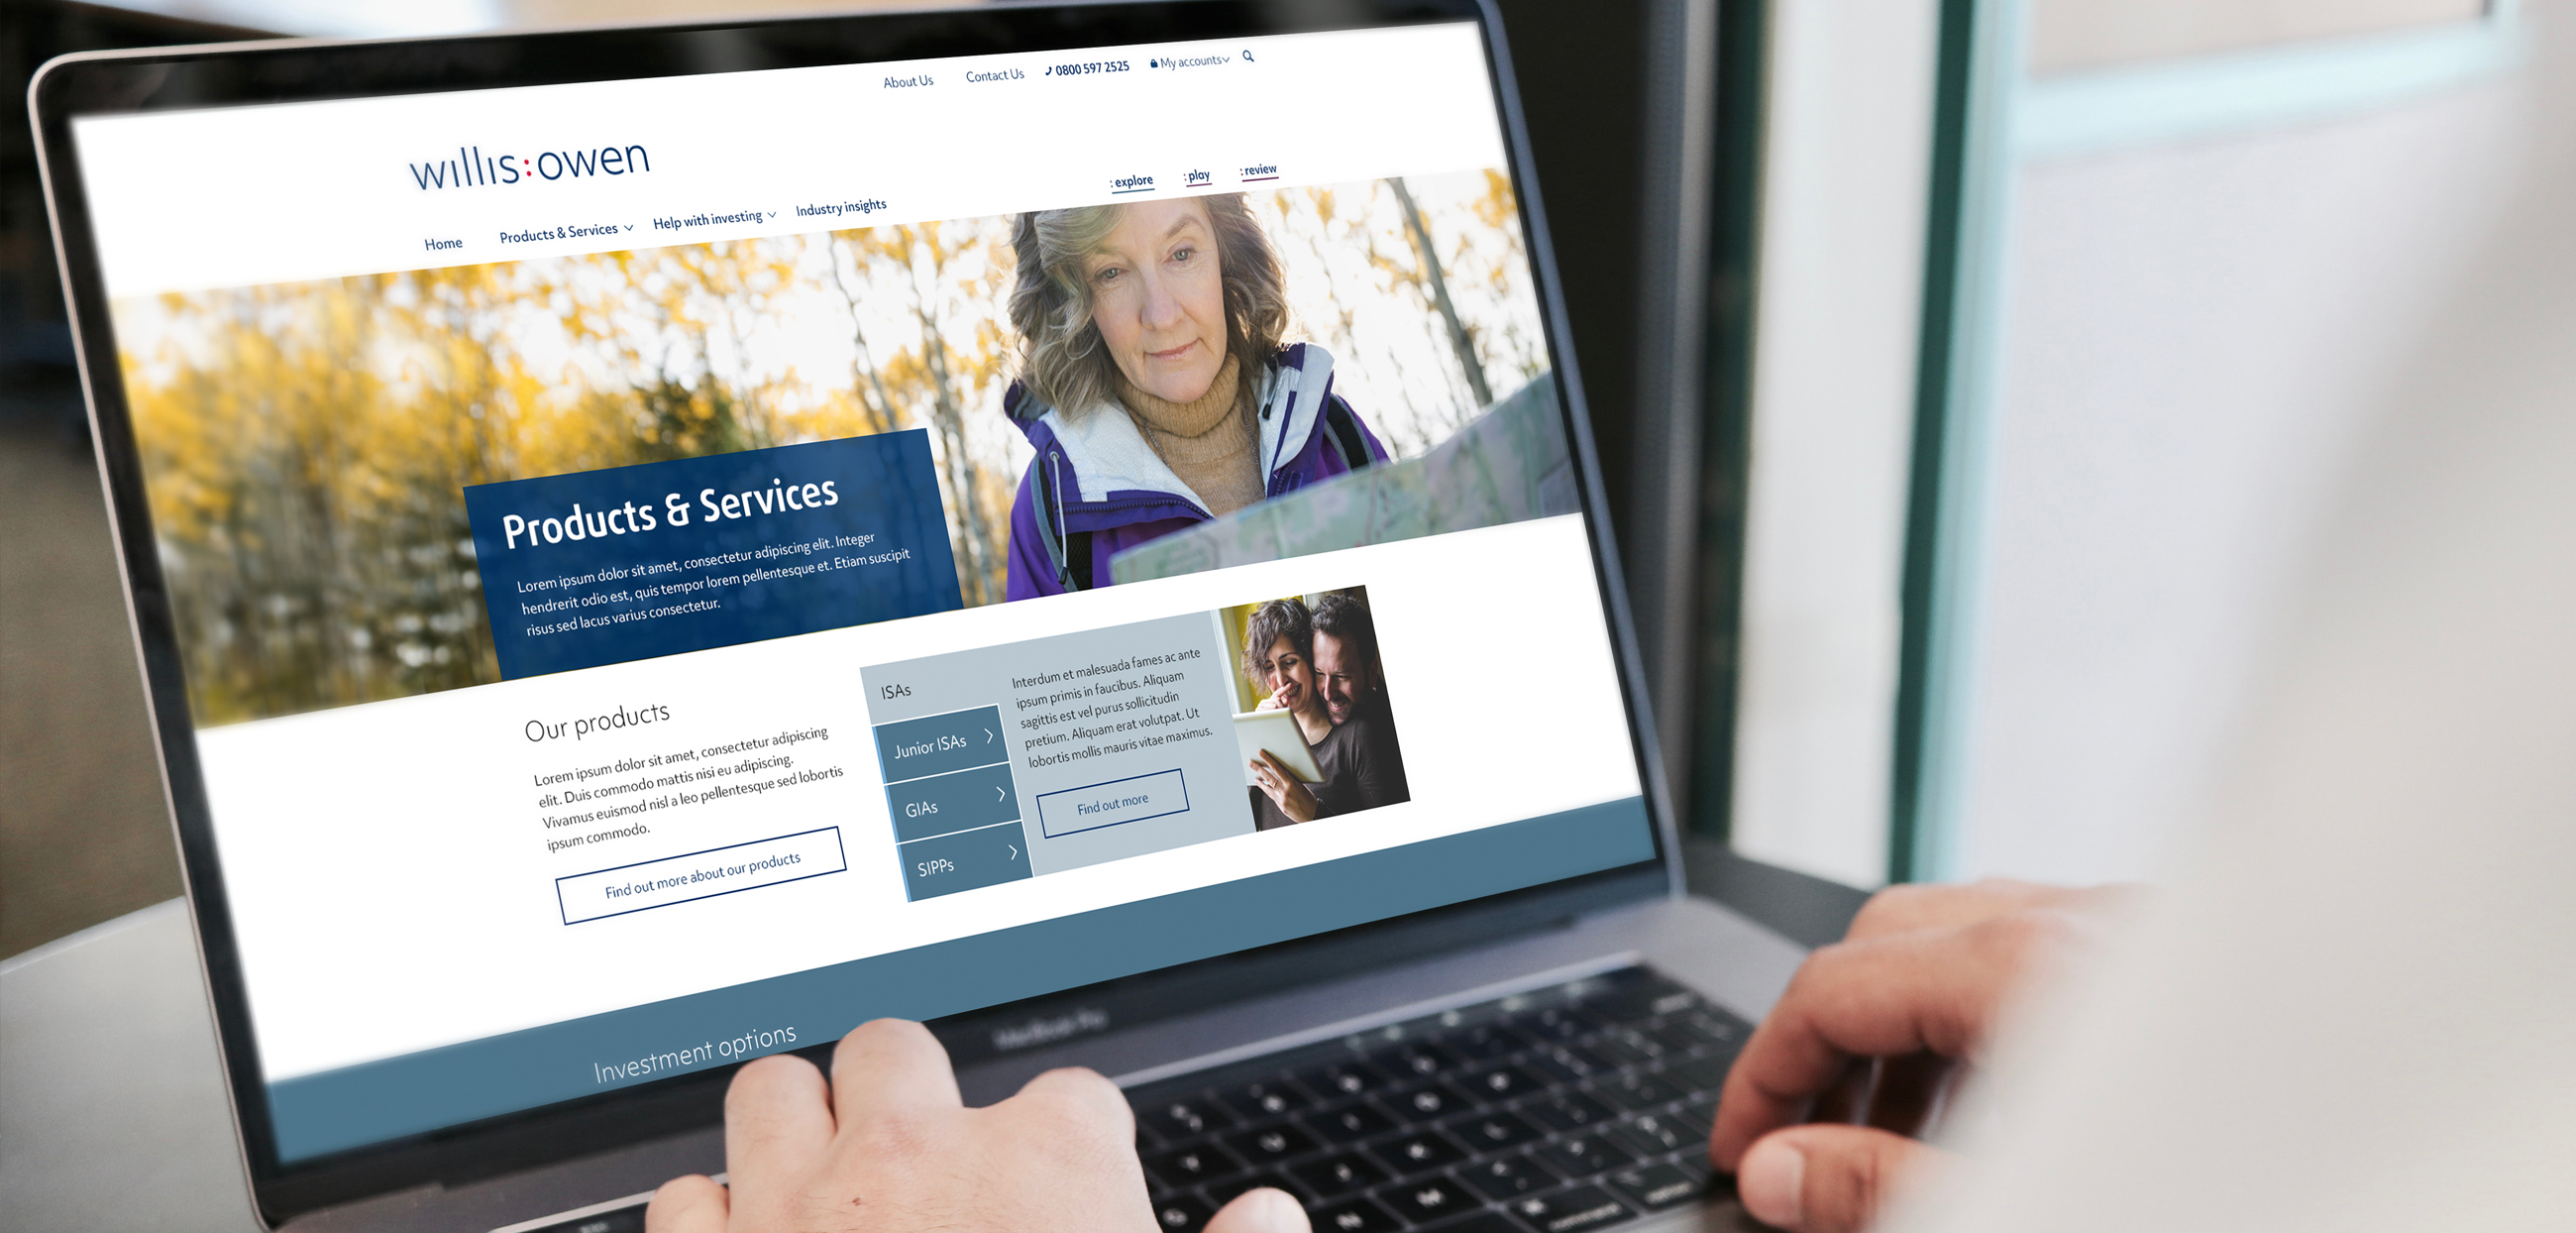 About Us Contact Us 0800 597 2525 My accounts
willis:owen
: explore : play : review
Home Products & Services Help with investing Industry insights
Products & Services
Lorem ipsum dolor sit amet, consectetur adipiscing elit. Integer
hendrerit odio est, quis tempor lorem pellentesque et. Etiam suscipit
risus sed lacus varius consectetur.
Our products
Lorem ipsum dolor sit amet, consectetur adipiscing
elit. Duis commodo mattis nisi eu adipiscing.
Vivamus euismod nisl a leo pellentesque sed lobortis
ipsum commodo.
Find out more about our products
ISAs
Junior ISAs
GIAs
SIPPs
Interdum et malesuada fames ac ante
ipsum primis in faucibus. Aliquam
sagittis est vel purus sollicitudin
pretium. Aliquam erat volutpat. Ut
lobortis mollis mauris vitae maximus.
Find out more
Investment options
MacBook Pro
command
option